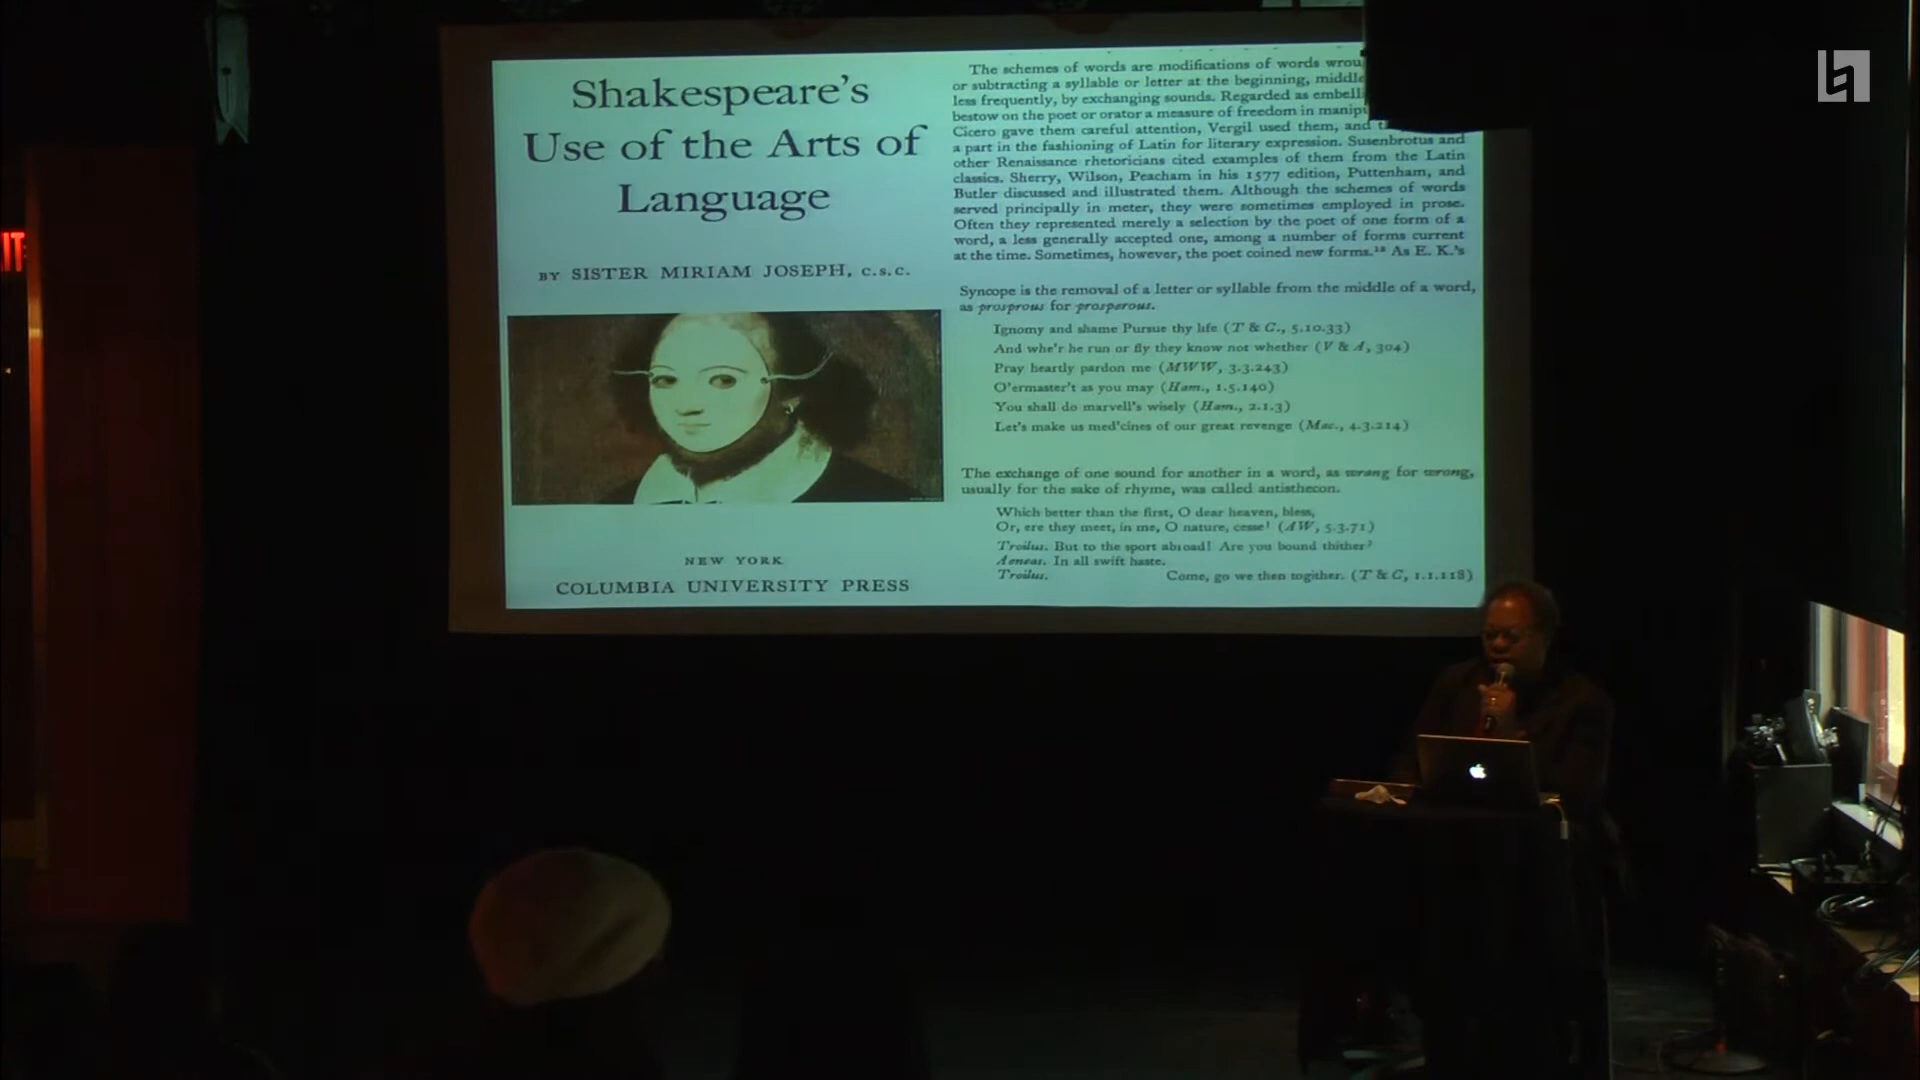 Shakespeare's
Use of the Arts of
Language
BY SISTER MIRIAM JOSEPH, C.S.C.
NEW YORK
COLUMBIA UNIVERSITY PRESS
The schemes of words are modifications of words
or subtracting a syllable or letter at the beginning, middle
less frequently, by exchanging sounds. Regarded as
bestow on the poet or orator a measure of freedom in
Cicero gave them careful attention, Vergil used them, and
a part in the fashioning of Latin for literary expression. Susenbrotus and
other Renaissance rhetoricians cited examples of them from the Latin
classics. Sherry, Wilson, Peacham in his 1577 edition, Puttenham, and
Butler discussed and illustrated them. Although the schemes of words
served principally in meter, they were sometimes employed in prose.
Often they represented merely a selection by the poet of one form of a
word, a less generally accepted one, among a number of forms current
at the time. Sometimes, however, the poet coined new forms.¹² As E. K.'s
Syncope is the removal of a letter or syllable from the middle of a word,
as prosprous for prosperous.
Ignomy and shame Pursue thy life (T & C., 5.10.33)
And whe'r he run or fly they know not whether (V & A, 304)
Pray heartly pardon me (MWW, 3.3.243)
O'ermaster't as you may (Ham., 1.5.140)
You shall do marvell's wisely (Ham., 2.1.3)
Let's make us med'cines of our great revenge (Mac., 4.3.214)
The exchange of one sound for another in a word, as wrang for wrong,
usually for the sake of rhyme, was called antisthecon.
Which better than the first, O dear heaven, bless,
Or, ere they meet, in me, O nature, cesse! (AW, 5.3.71)
Troilus. But to the sport abroad! Are you bound thither?
Aeneas. In all swift haste.
Troilus. Come, go we then togither. (T & C, 1.1.118)
IT